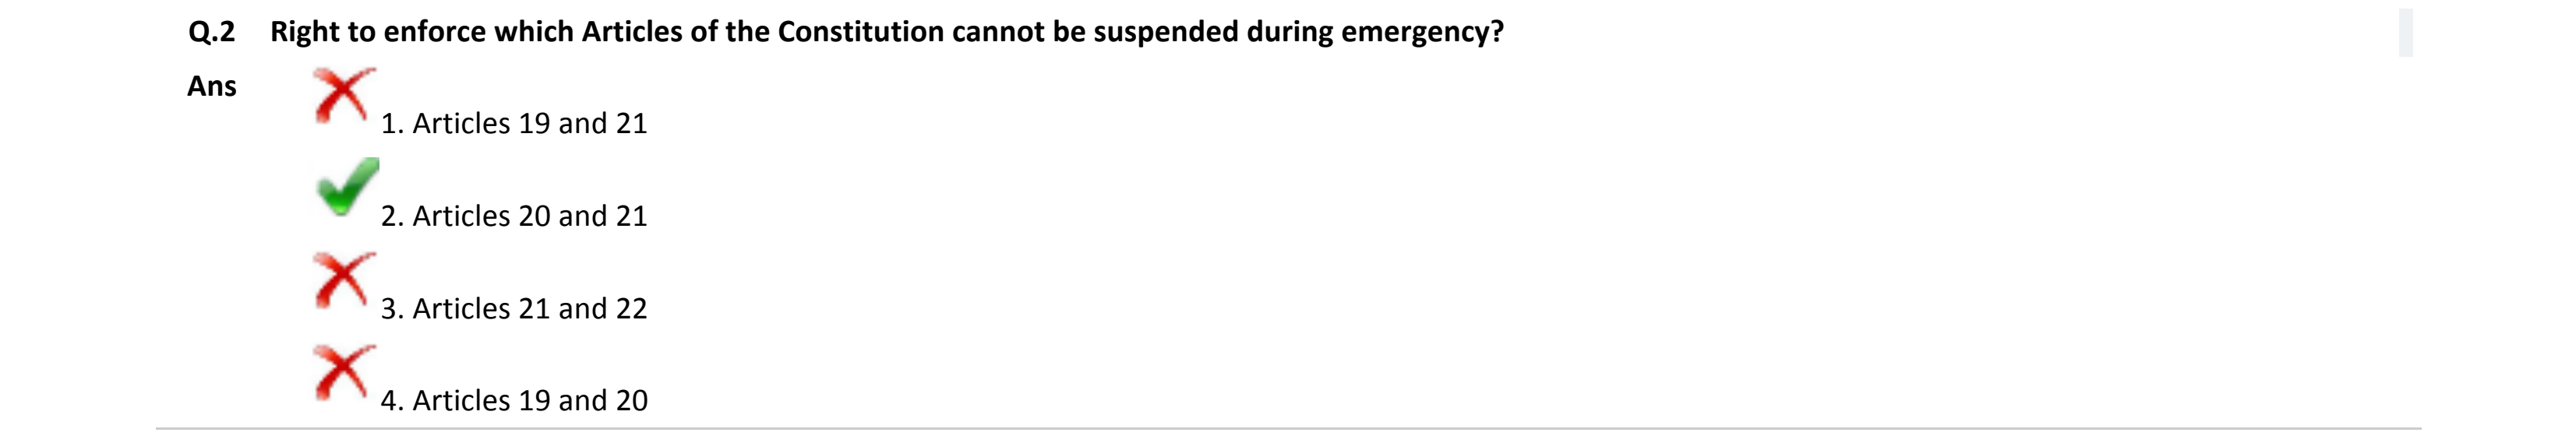 Q.2 Right to enforce which Articles of the Constitution cannot be suspended during emergency?
Ans
1. Articles 19 and 21
2. Articles 20 and 21
3. Articles 21 and 22
4. Articles 19 and 20